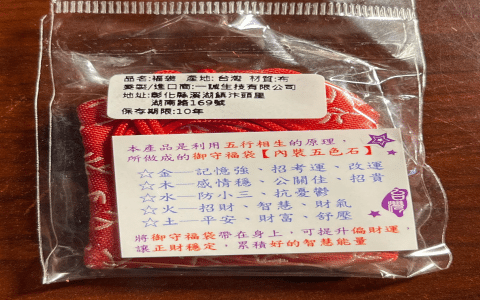 品名:福袋 產地:台灣 材質:布
委製/進口商:一誠生技有限公司
地址:彰化縣溪湖鎮汴頭里
湖南路169號
保存期限:10年
本產品是利用五行相生的原理,
所做成的御守福袋【內裝五色石】
☆金—記憶強、招考運、改運
☆木—感情穩、公關佳、招貴
☆水—防小三、抗憂鬱
☆火—招財、智慧、財氣
☆土—平安、財富、舒壓
台灣
將御守福袋帶在身上,可提升偏財運,
讓正財穩定,累積好的智慧能量